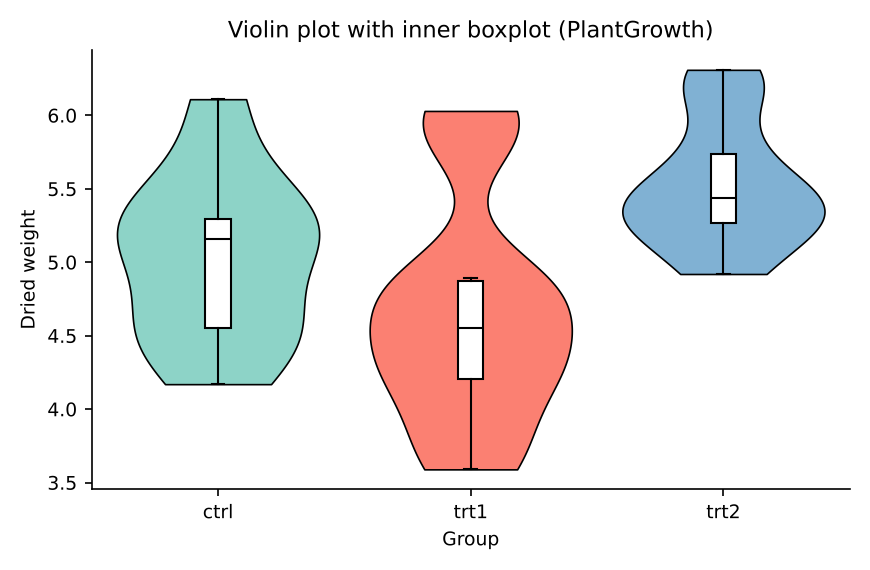 Violin plot with inner boxplot (PlantGrowth)
Dried weight
6.0
5.5
5.0
4.5
4.0
3.5
ctrl
trt1
trt2
Group